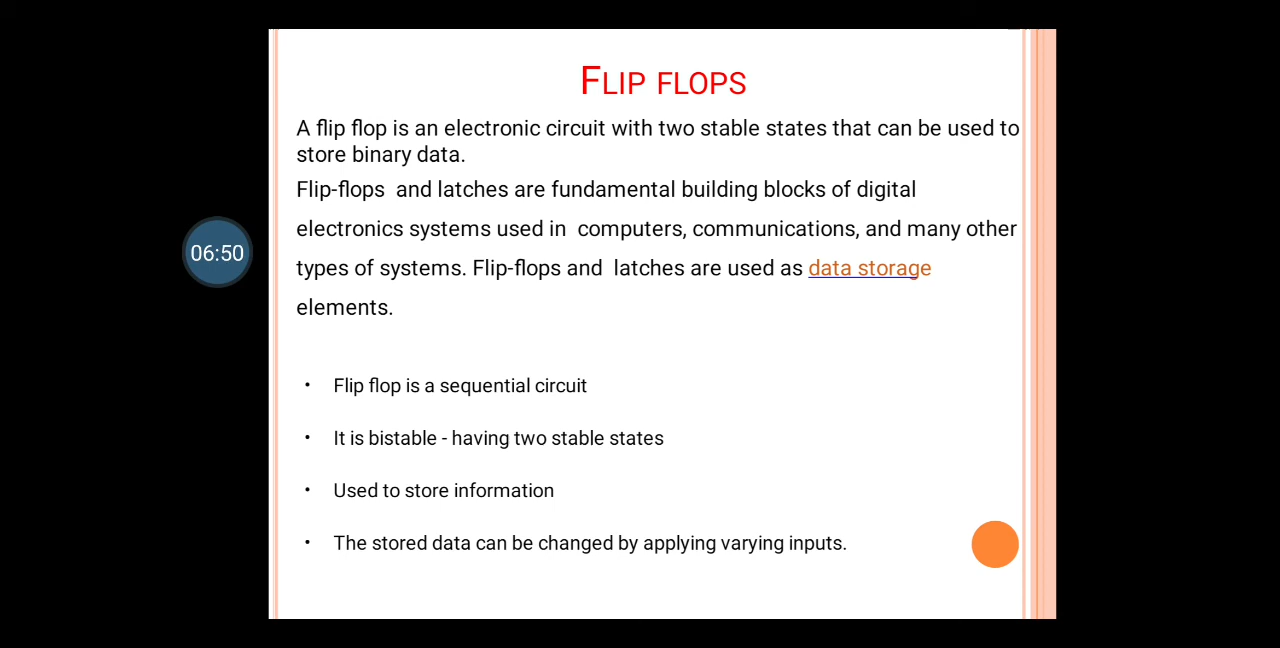 FLIP FLOPS
A flip flop is an electronic circuit with two stable states that can be used to
store binary data.
Flip-flops and latches are fundamental building blocks of digital
electronics systems used in computers, communications, and many other
06:50
types of systems. Flip-flops and latches are used as data storage
elements.
• Flip flop is a sequential circuit
• It is bistable - having two stable states
• Used to store information
• The stored data can be changed by applying varying inputs.